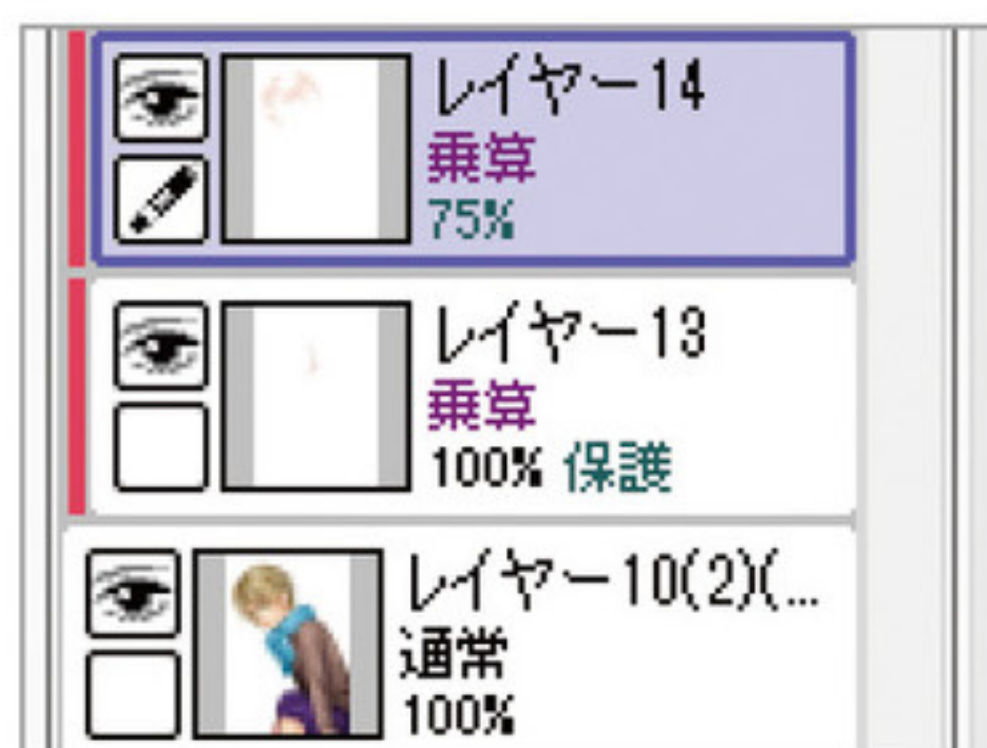 レイヤー14
乗算
75%
レイヤー13
乗算
100% 保護
レイヤー10(2)(...
通常
100%